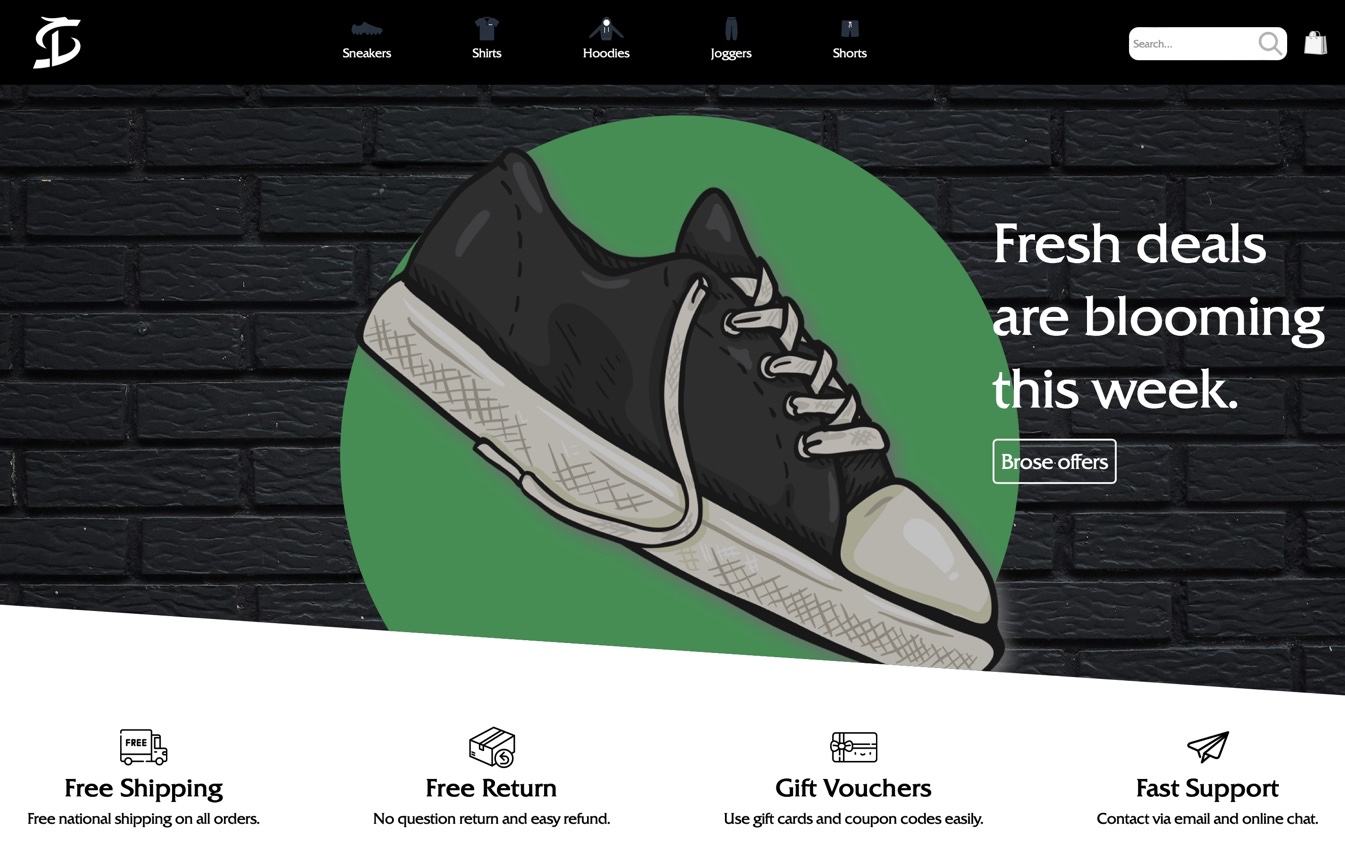 Sneakers
Shirts
Hoodies
Joggers
Shorts
Search...
Fresh deals
are blooming
this week.
Brose offers
FREE
Free Shipping
Free national shipping on all orders.
Free Return
No question return and easy refund.
Gift Vouchers
Use gift cards and coupon codes easily.
Fast Support
Contact via email and online chat.